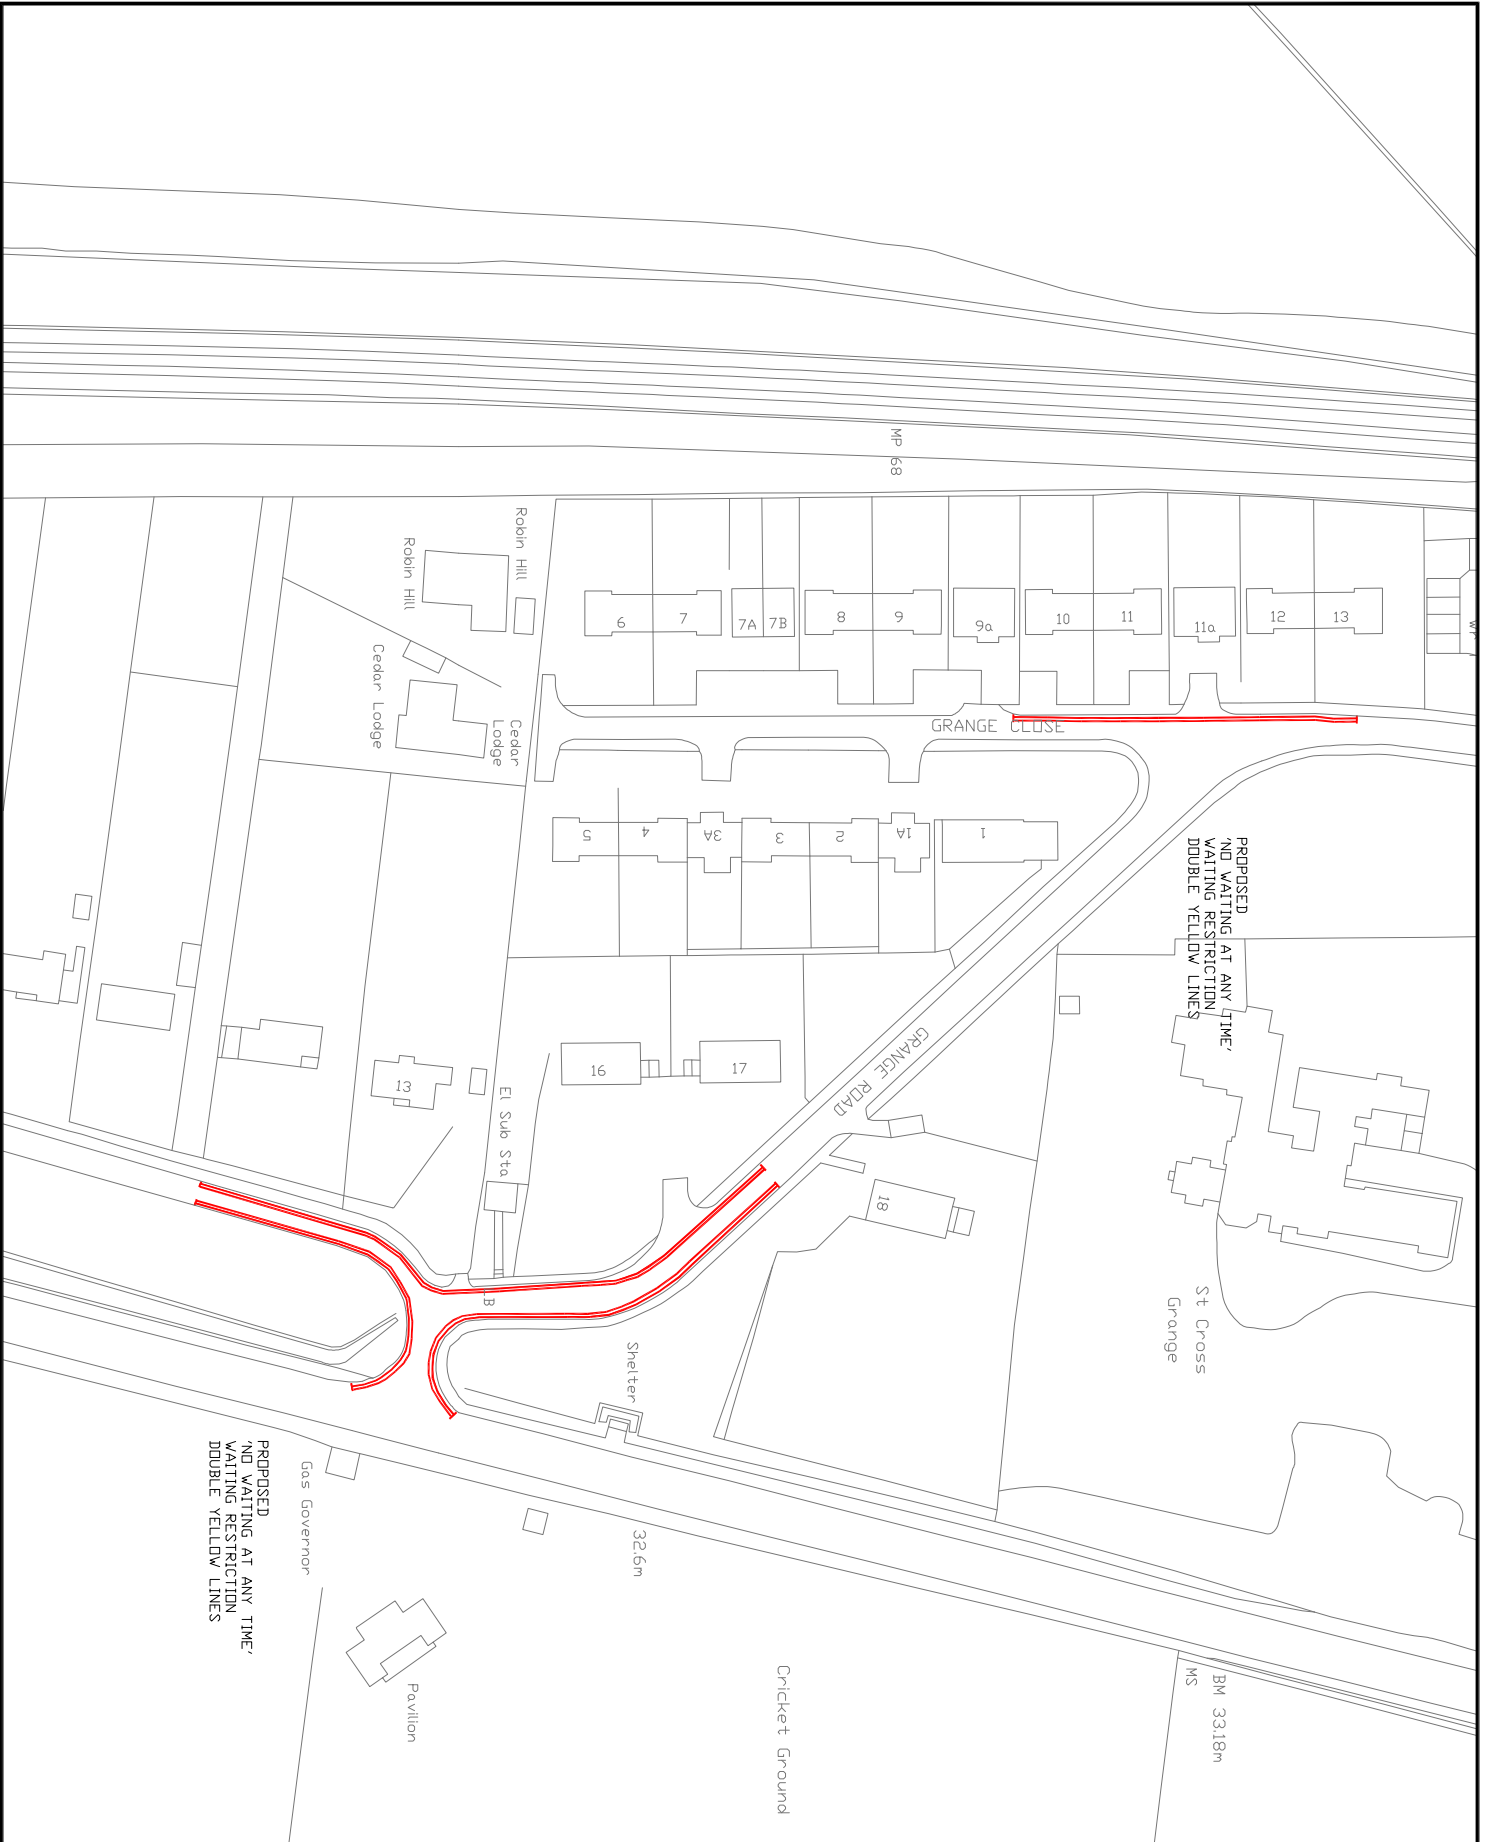 MP 68
Robin Hill
Robin Hill
Cedar Lodge
Cedar
Lodge
6
7
7A
7B
8
9
9a
10
11
11a
12
13
GRANGE CLOSE
5
4
3A
3
2
1A
1
PROPOSED
'NO WAITING AT ANY TIME'
WAITING RESTRICTION
DOUBLE YELLOW LINES
GRANGE ROAD
16
17
13
El Sub Sta
18
LB
Shelter
St Cross
Grange
PROPOSED
'NO WAITING AT ANY TIME'
WAITING RESTRICTION
DOUBLE YELLOW LINES
Gas Governor
32.6m
Pavilion
Cricket Ground
MS
BM 33.18m